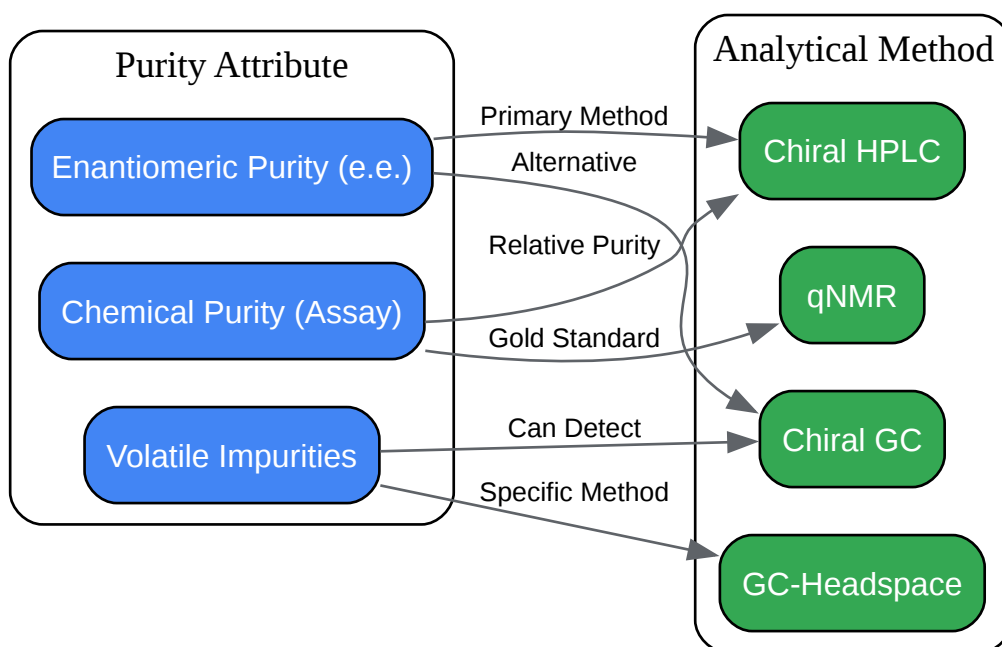 Purity Attribute
Enantiomeric Purity (e.e.)
Chemical Purity (Assay)
Volatile Impurities
Primary Method
Alternative
Relative Purity
Gold Standard
Can Detect
Specific Method
Analytical Method
Chiral HPLC
qNMR
Chiral GC
GC-Headspace